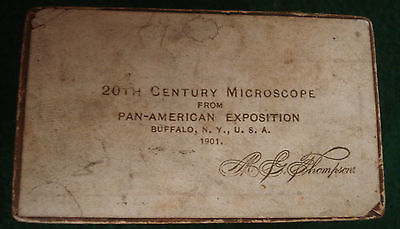 20TH CENTURY MICROSCOPE
FROM
PAN-AMERICAN EXPOSITION
BUFFALO, N. Y., U. S. A.
1901.
Thompson